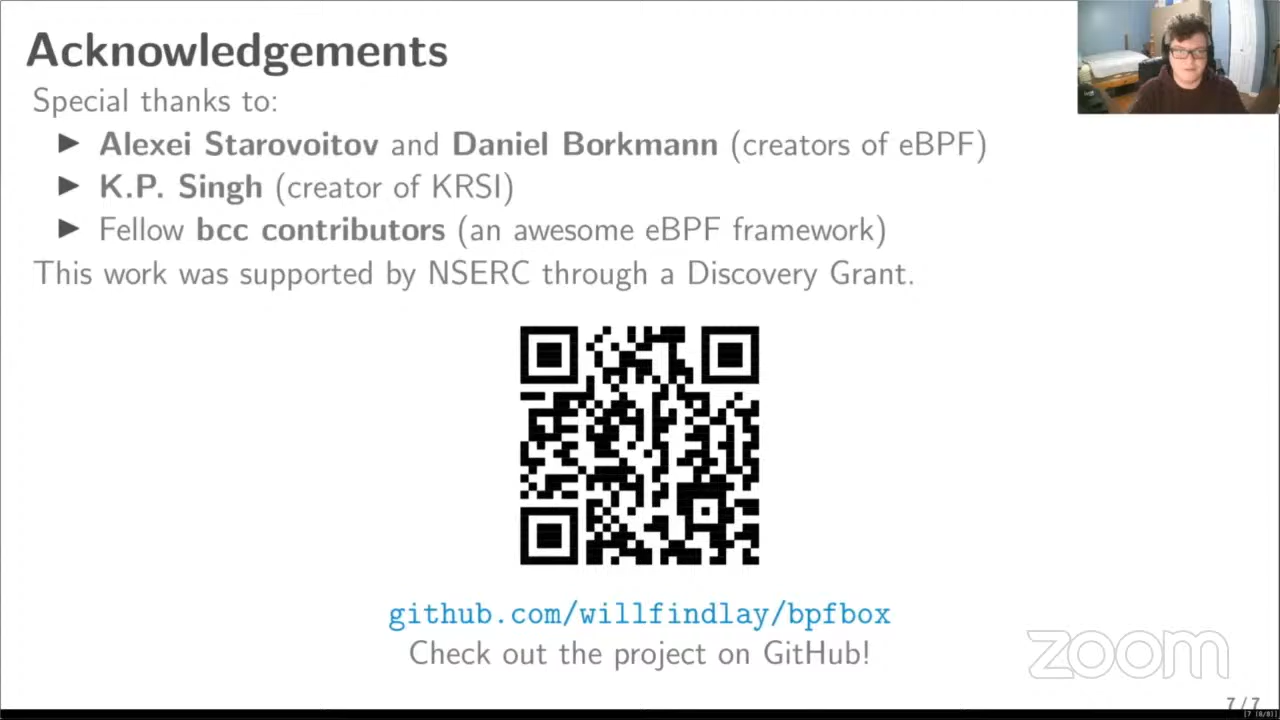 Acknowledgements
Special thanks to:
▶ Alexei Starovoitov and Daniel Borkmann (creators of eBPF)
▶ K.P. Singh (creator of KRSI)
▶ Fellow bcc contributors (an awesome eBPF framework)
This work was supported by NSERC through a Discovery Grant.
github.com/willfindlay/bpfbox
Check out the project on GitHub!
zoom
7 / 7